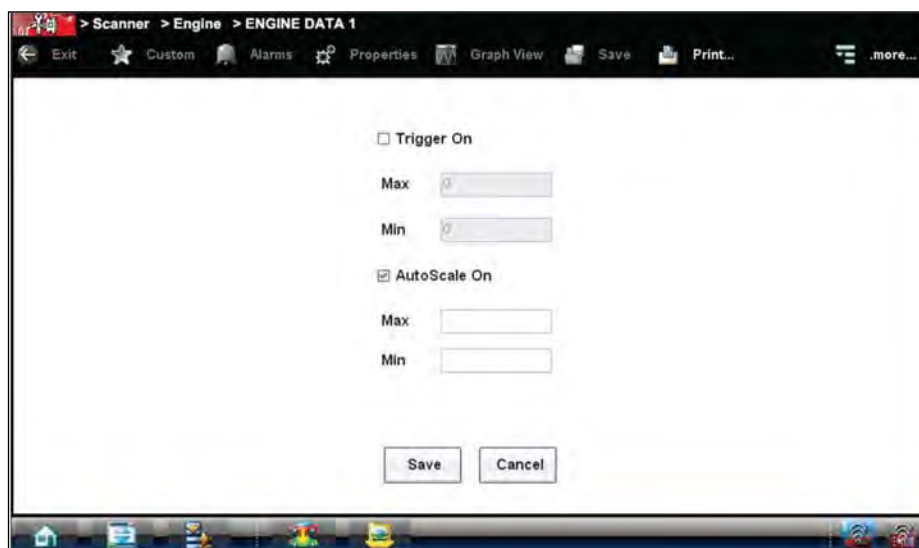 > Scanner > Engine > ENGINE DATA 1
Exit Custom Alarms Properties Graph View Save Print... .more...
Trigger On
Max 0
Min 0
AutoScale On
Max
Min
Save Cancel